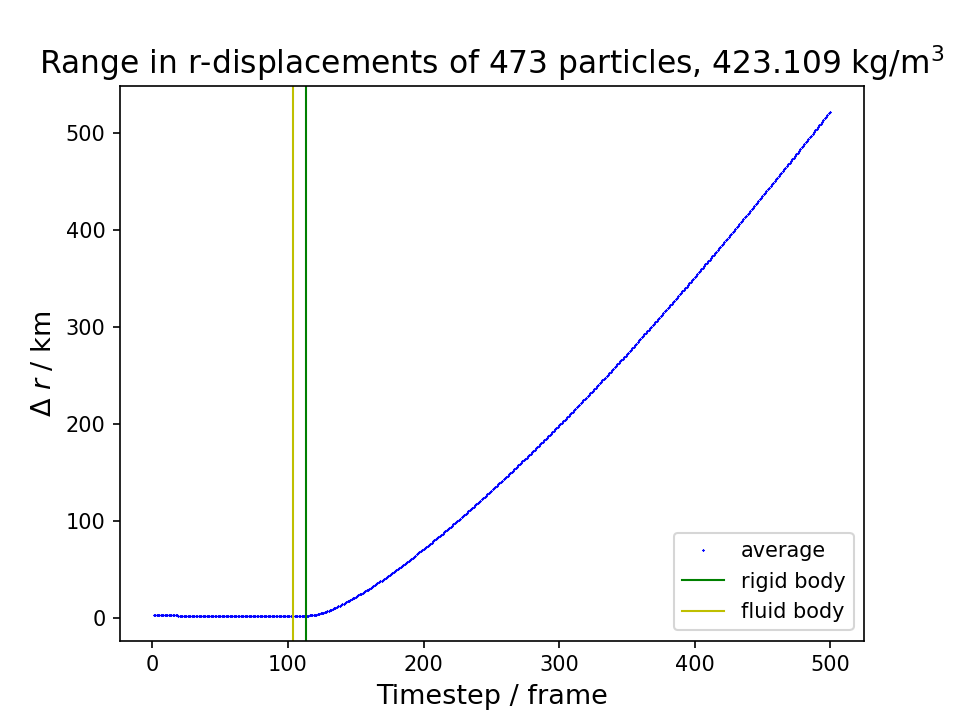 Range in r-displacements of 473 particles, 423.109 kg/m³
Δ r / km
500
400
300
200
100
0
0 100 200 300 400 500
Timestep / frame
average
rigid body
fluid body